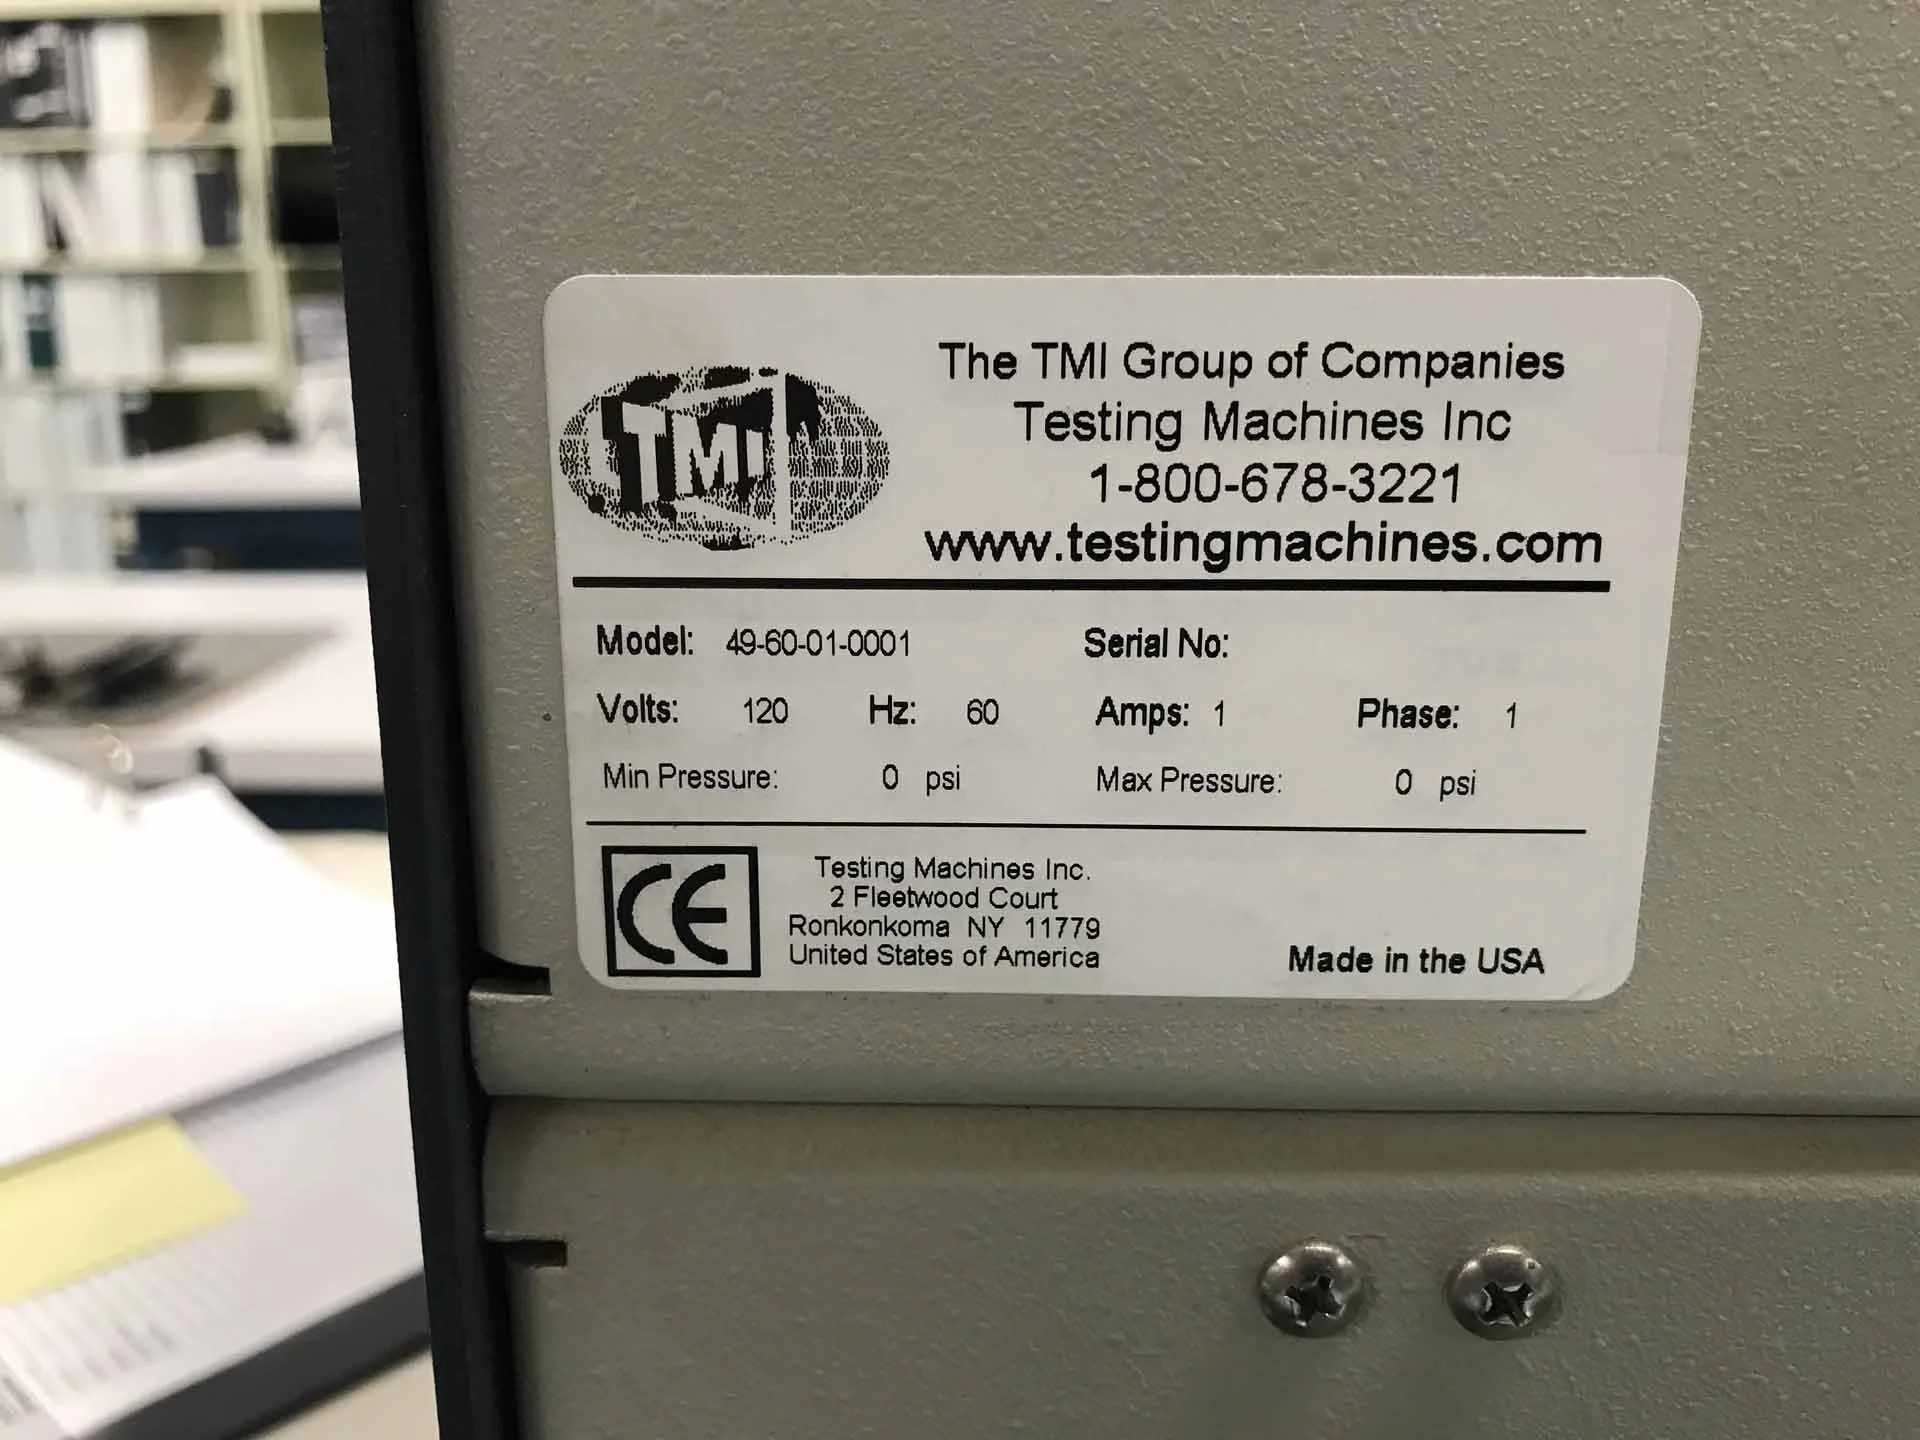 TMI
The TMI Group of Companies
Testing Machines Inc
1-800-678-3221
www.testingmachines.com
Model: 49-60-01-0001 Serial No:
Volts: 120 Hz: 60 Amps: 1 Phase: 1
Min Pressure: 0 psi Max Pressure: 0 psi
CE
Testing Machines Inc.
2 Fleetwood Court
Ronkonkoma NY 11779
United States of America
Made in the USA